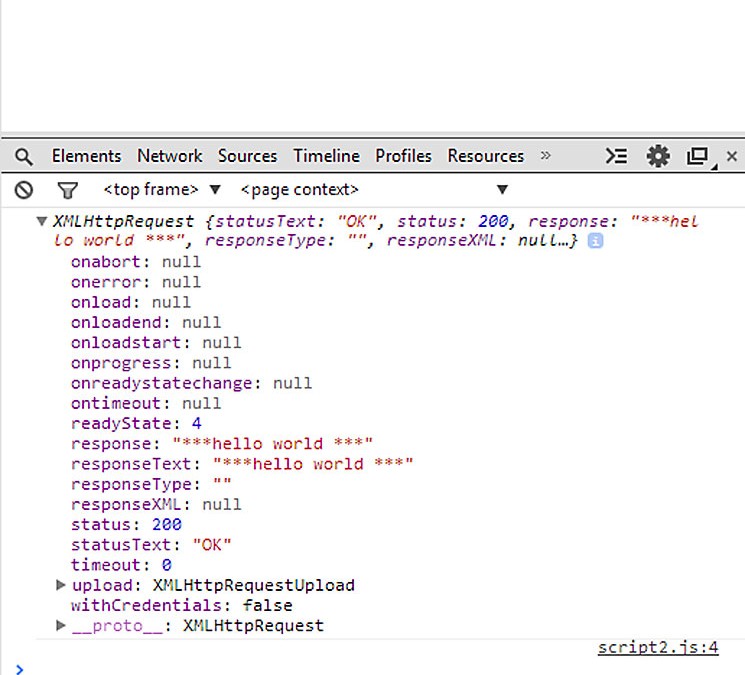 Elements Network Sources Timeline Profiles Resources »
<top frame> ▼ <page context> ▼
▼ XMLHttpRequest {statusText: "OK", status: 200, response: "***hel
lo world ***", responseType: "", responseXML: null…} i
onabort: null
onerror: null
onload: null
onloadend: null
onloadstart: null
onprogress: null
onreadystatechange: null
ontimeout: null
readyState: 4
response: "***hello world ***"
responseText: "***hello world ***"
responseType: ""
responseXML: null
status: 200
statusText: "OK"
timeout: 0
▶ upload: XMLHttpRequestUpload
withCredentials: false
▶ __proto__: XMLHttpRequest
script2.js:4
>